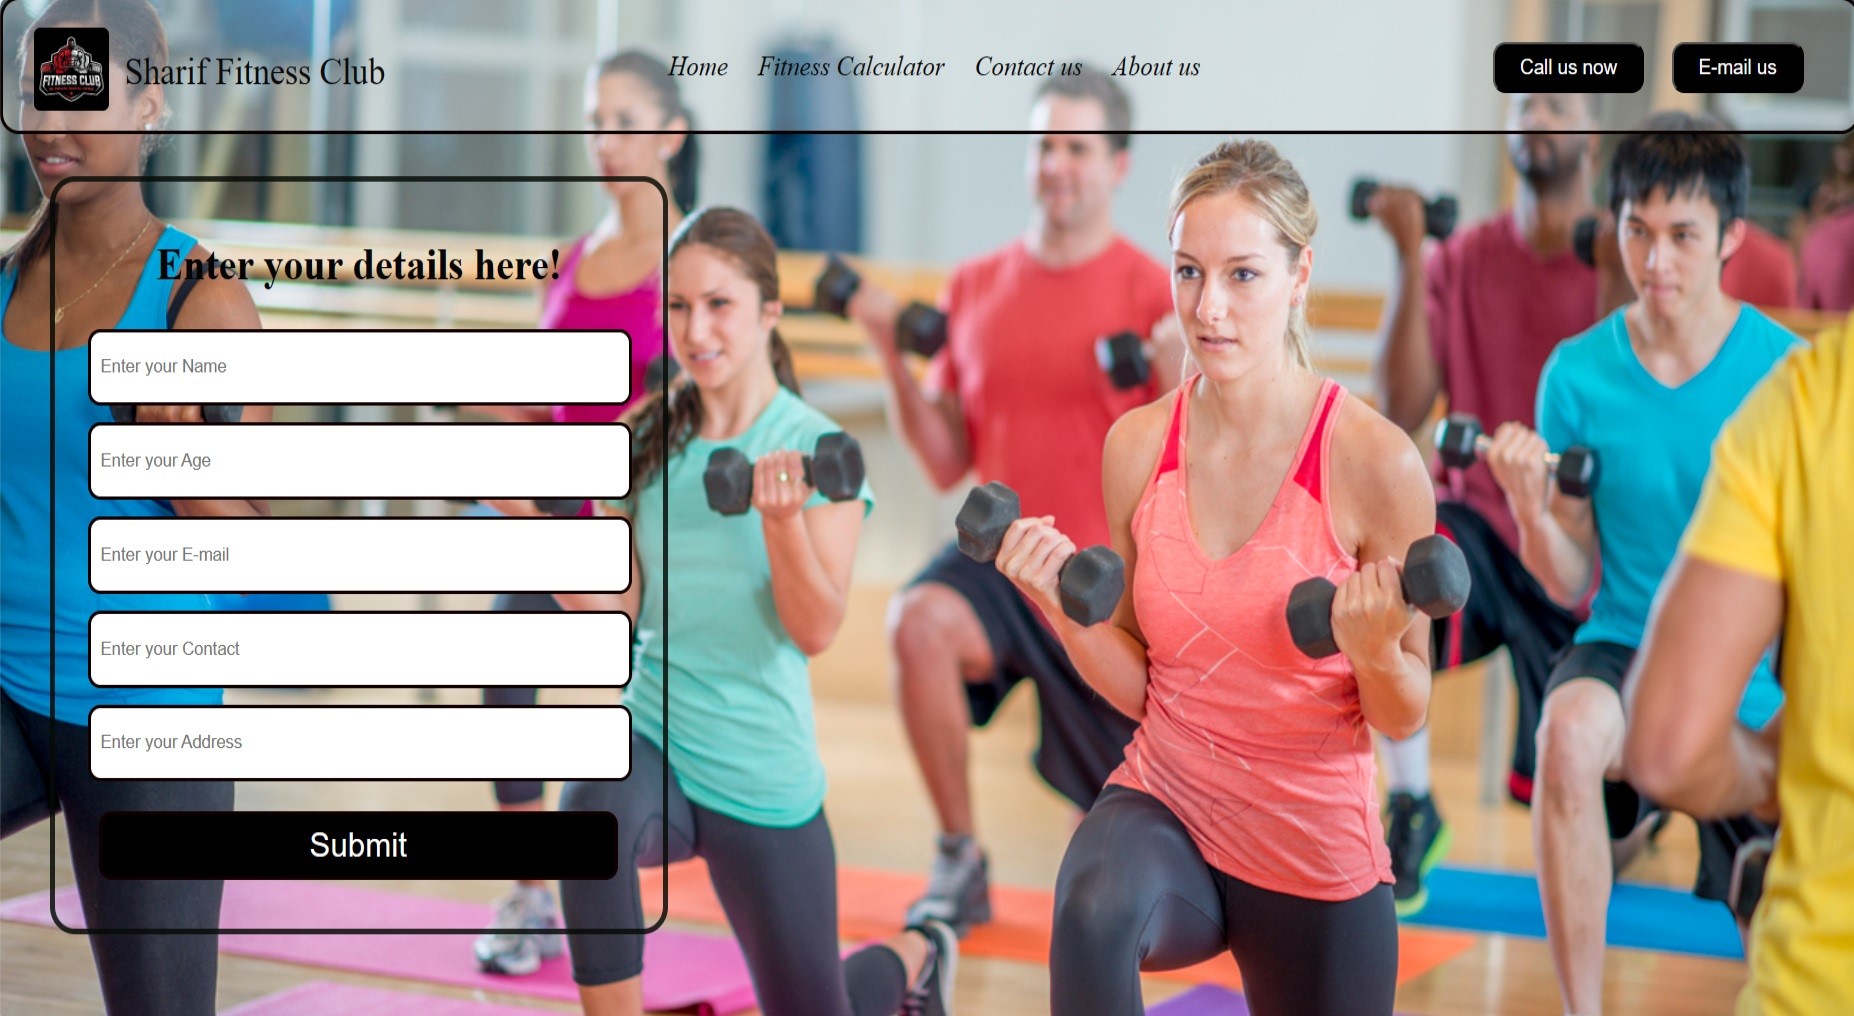 FITNESS CLUB
Sharif Fitness Club
Home Fitness Calculator Contact us About us
Call us now E-mail us
Enter your details here!
Enter your Name
Enter your Age
Enter your E-mail
Enter your Contact
Enter your Address
Submit